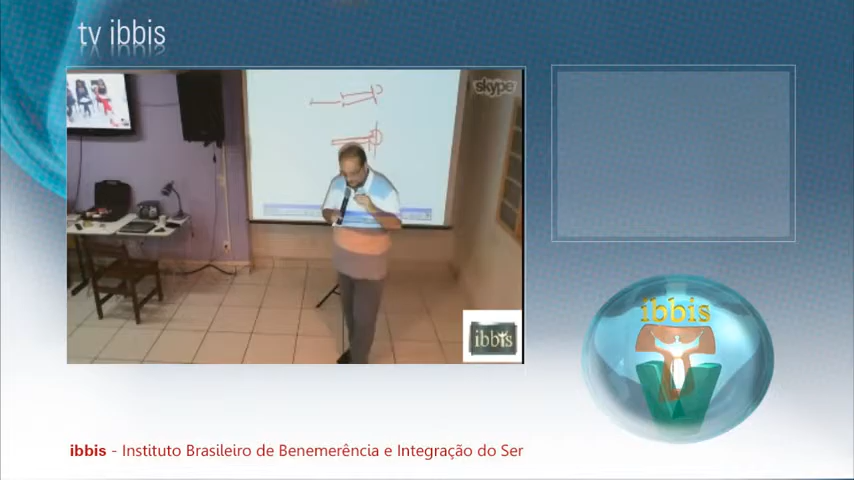 tv ibbis
skype
ibbis
ibbis
ibbis - Instituto Brasileiro de Benemerência e Integração do Ser